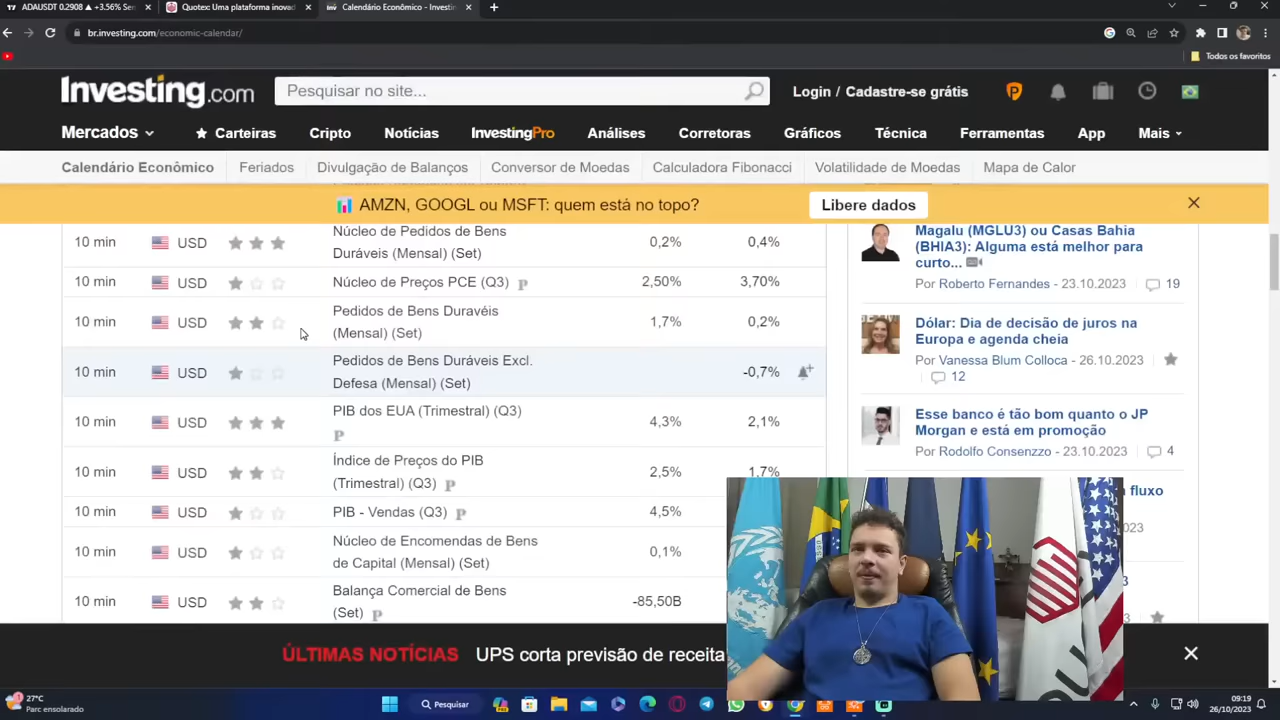 ADAUSDT 0.2908 ▲ +3.56% Sem
Quotex: Uma plataforma inovad
Calendário Econômico - Investin
br.investing.com/economic-calendar/
Todos os favoritos
Investing.com
Pesquisar no site...
Login / Cadastre-se grátis
Mercados
Carteiras
Cripto
Notícias
InvestingPro
Análises
Corretoras
Gráficos
Técnica
Ferramentas
App
Mais
Calendário Econômico
Feriados
Divulgação de Balanços
Conversor de Moedas
Calculadora Fibonacci
Volatilidade de Moedas
Mapa de Calor
AMZN, GOOGL ou MSFT: quem está no topo?
Libere dados
10 min USD Núcleo de Pedidos de Bens 0,2% 0,4%
Duráveis (Mensal) (Set)
10 min USD Núcleo de Preços PCE (Q3) P 2,50% 3,70%
10 min USD Pedidos de Bens Duravéis 1,7% 0,2%
(Mensal) (Set)
10 min USD Pedidos de Bens Duráveis Excl. -0,7%
Defesa (Mensal) (Set)
10 min USD PIB dos EUA (Trimestral) (Q3) 4,3% 2,1%
P
10 min USD Índice de Preços do PIB 2,5% 1,7%
(Trimestral) (Q3) P
10 min USD PIB - Vendas (Q3) P 4,5%
10 min USD Núcleo de Encomendas de Bens 0,1%
de Capital (Mensal) (Set)
10 min USD Balança Comercial de Bens -85,50B
(Set) P
Magalu (MGLU3) ou Casas Bahia
(BHIA3): Alguma está melhor para
curto...
Por Roberto Fernandes - 23.10.2023 19
Dólar: Dia de decisão de juros na
Europa e agenda cheia
Por Vanessa Blum Colloca - 26.10.2023
12
Esse banco é tão bom quanto o JP
Morgan e está em promoção
Por Rodolfo Consenzzo - 23.10.2023 4
fluxo
023
3
ÚLTIMAS NOTÍCIAS UPS corta previsão de receita
27°C
Parc ensolarado
Pesquisar
09:19
26/10/2023